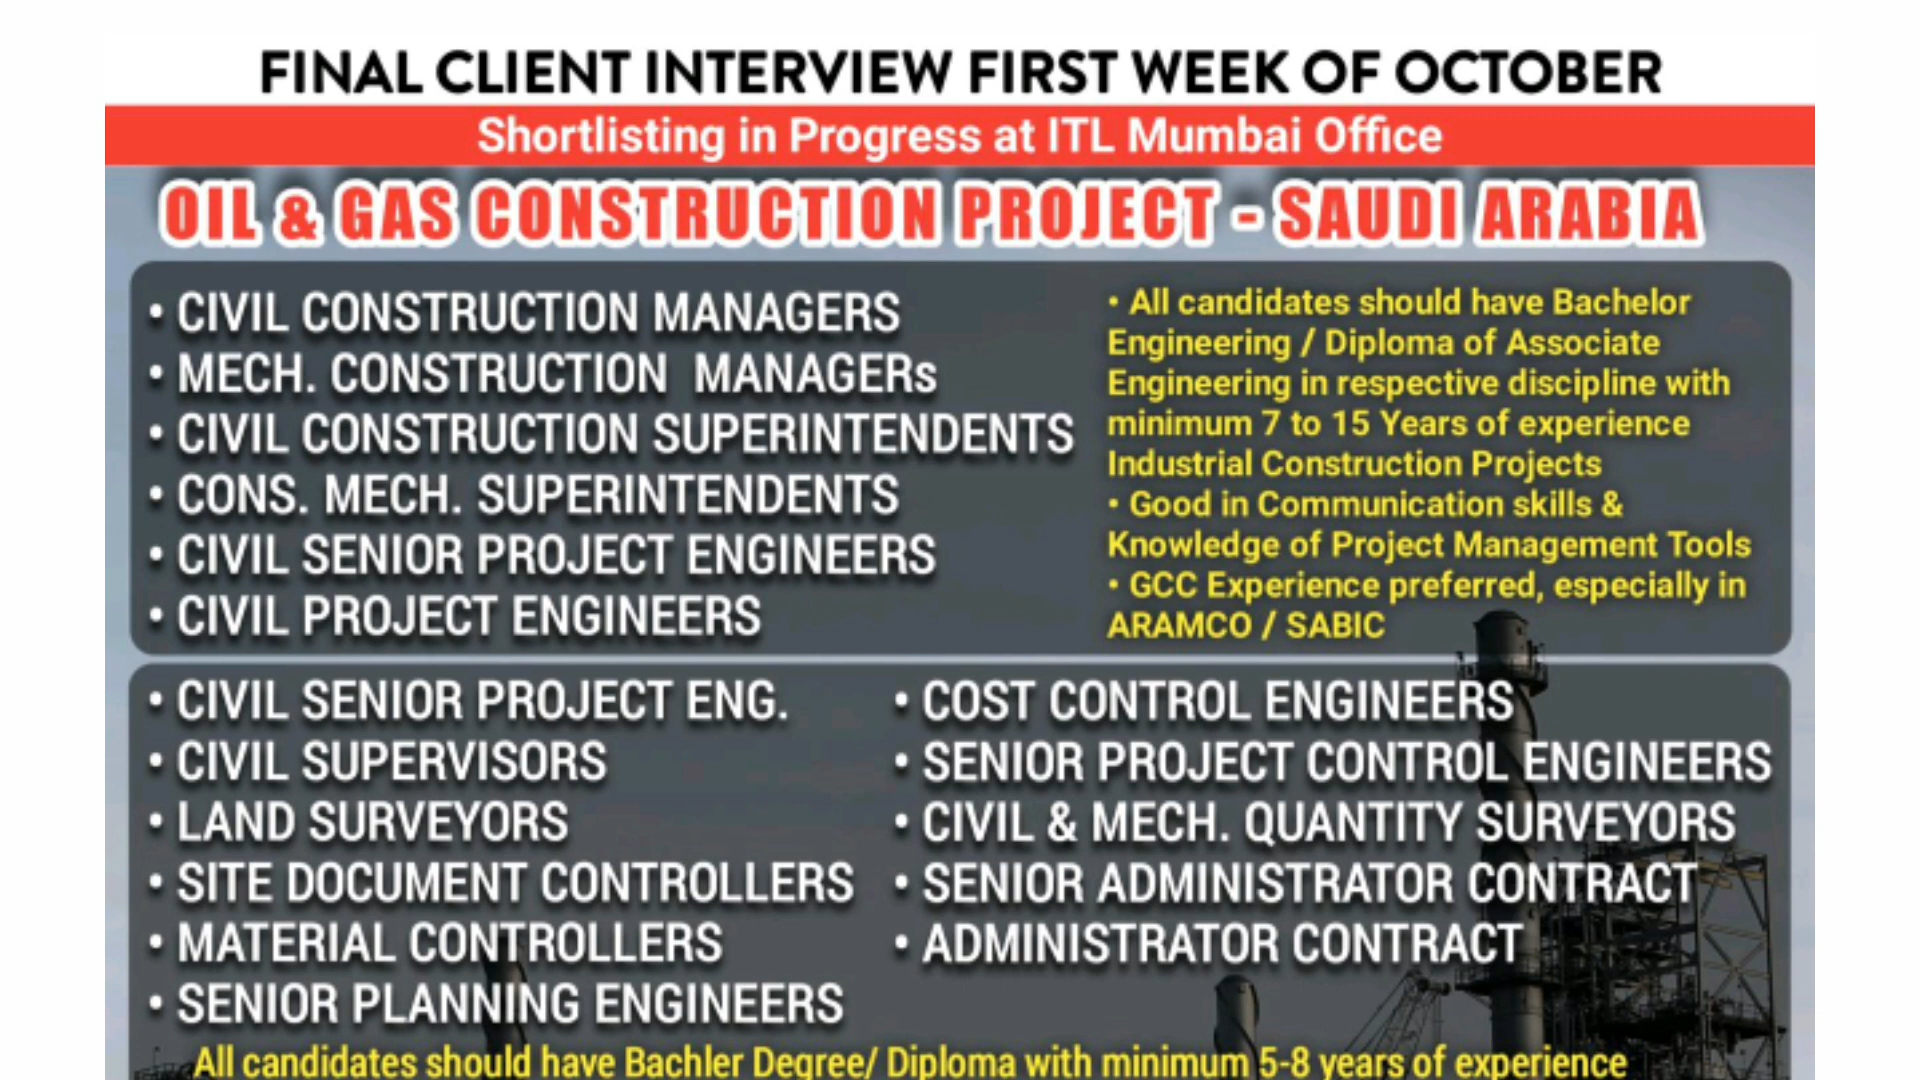 FINAL CLIENT INTERVIEW FIRST WEEK OF OCTOBER
Shortlisting in Progress at ITL Mumbai Office
OIL & GAS CONSTRUCTION PROJECT - SAUDI ARABIA
• CIVIL CONSTRUCTION MANAGERS
• MECH. CONSTRUCTION MANAGERs
• CIVIL CONSTRUCTION SUPERINTENDENTS
• CONS. MECH. SUPERINTENDENTS
• CIVIL SENIOR PROJECT ENGINEERS
• CIVIL PROJECT ENGINEERS
• All candidates should have Bachelor
Engineering / Diploma of Associate
Engineering in respective discipline with
minimum 7 to 15 Years of experience
Industrial Construction Projects
• Good in Communication skills &
Knowledge of Project Management Tools
• GCC Experience preferred, especially in
ARAMCO / SABIC
• CIVIL SENIOR PROJECT ENG.
• CIVIL SUPERVISORS
• LAND SURVEYORS
• SITE DOCUMENT CONTROLLERS
• MATERIAL CONTROLLERS
• SENIOR PLANNING ENGINEERS
• COST CONTROL ENGINEERS
• SENIOR PROJECT CONTROL ENGINEERS
• CIVIL & MECH. QUANTITY SURVEYORS
• SENIOR ADMINISTRATOR CONTRACT
• ADMINISTRATOR CONTRACT
All candidates should have Bachler Degree/ Diploma with minimum 5-8 years of experience